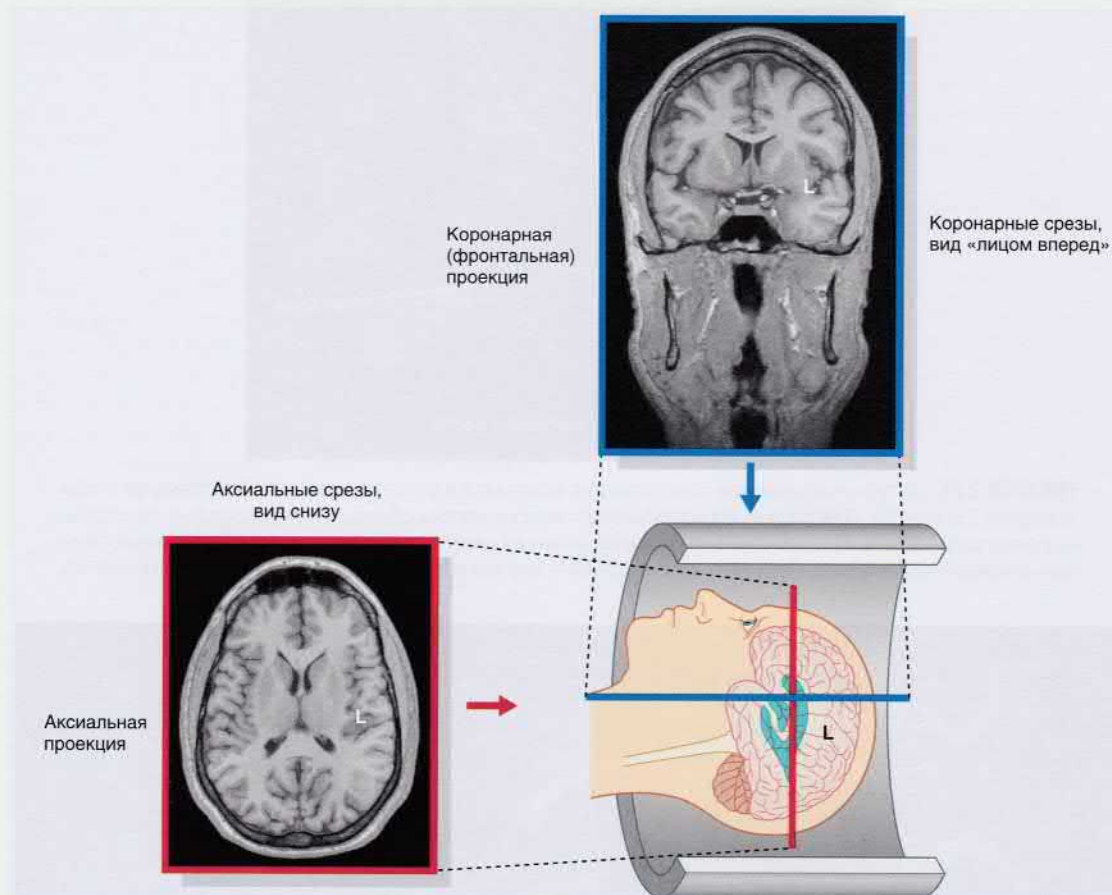 L
Коронарная
(фронтальная)
проекция
Коронарные срезы,
вид «лицом вперед»
Аксиальные срезы,
вид снизу
L
Аксиальная
проекция
L